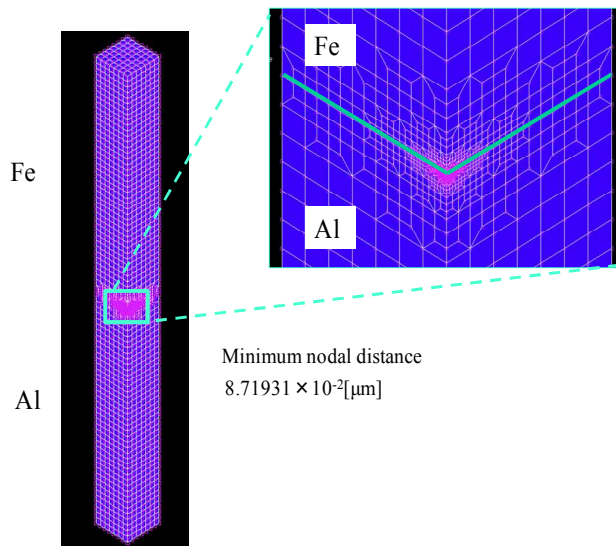 Fe
Fe
Al
Al
Minimum nodal distance
8.71931 × 10⁻²[μm]